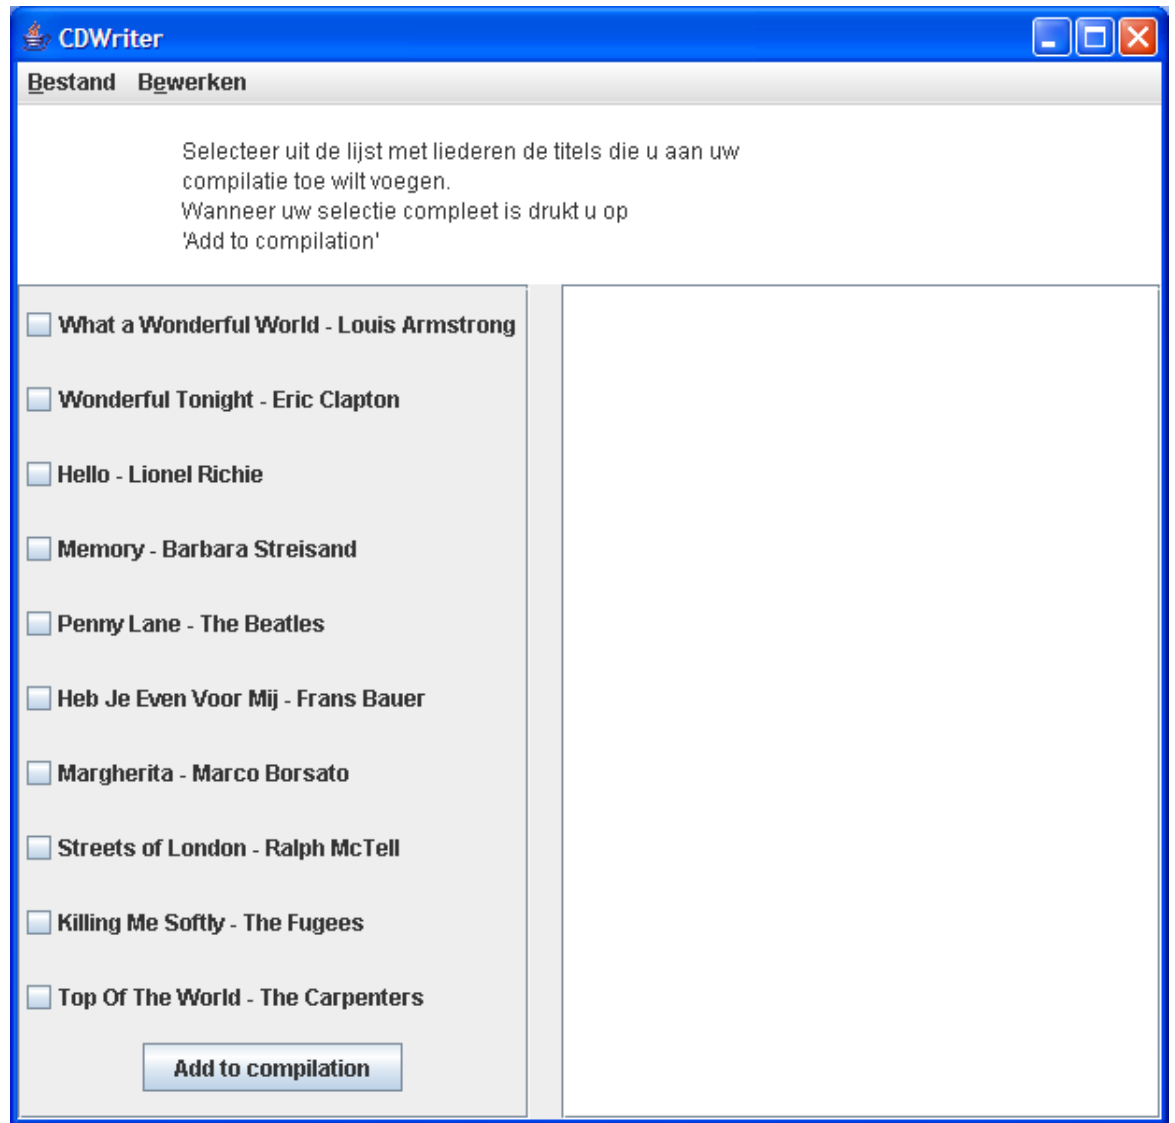 CDWriter
Bestand Bewerken
Selecteer uit de lijst met liederen de titels die u aan uw
compilatie toe wilt voegen.
Wanneer uw selectie compleet is drukt u op
'Add to compilation'
What a Wonderful World - Louis Armstrong
Wonderful Tonight - Eric Clapton
Hello - Lionel Richie
Memory - Barbara Streisand
Penny Lane - The Beatles
Heb Je Even Voor Mij - Frans Bauer
Margherita - Marco Borsato
Streets of London - Ralph McTell
Killing Me Softly - The Fugees
Top Of The World - The Carpenters
Add to compilation